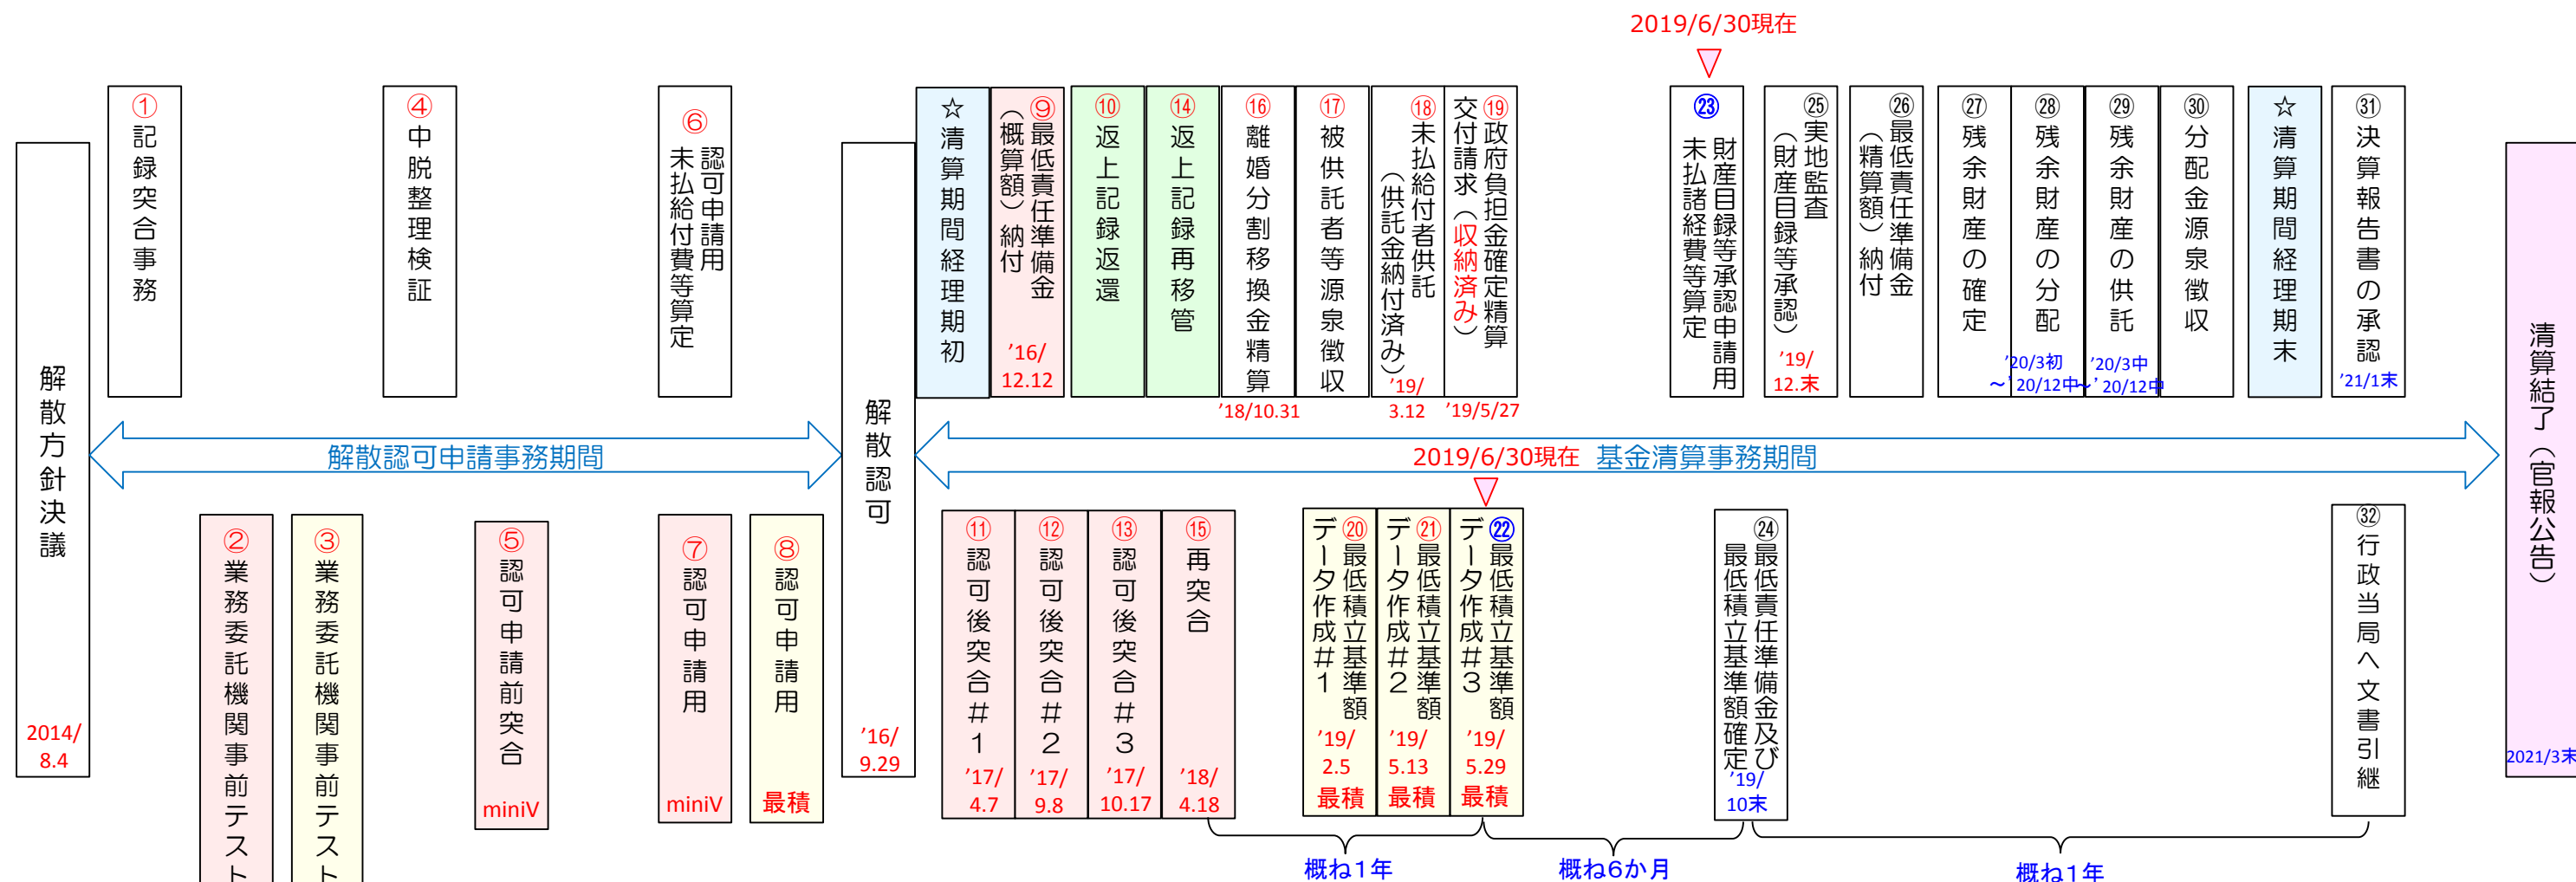 2019/6/30現在
解散方針決議
2014/
8.4
①記録突合事務
④中脱整理検証
⑥
認可申請用
未払給付費等算定
解散認可
'16/
9.29
☆清算期間経理期初
⑨最低責任準備金
（概算額）納付
'16/
12.12
⑩返上記録返還
⑭返上記録再移管
⑯離婚分割移換金精算
'18/10.31
⑰被供託者等源泉徴収
⑱未払給付者供託
（供託金納付済み）
'19/
3.12
⑲政府負担金確定精算
交付請求（収納済み）
'19/5/27
㉓
財産目録等承認申請用
未払諸経費等算定
㉕実地監査
（財産目録等承認）
'19/
12.末
㉖最低責任準備金
（精算額）納付
㉗残余財産の確定
㉘残余財産の分配
'20/3初
～'20/12中
㉙残余財産の供託
'20/3中
～'20/12中
㉚分配金源泉徴収
☆清算期間経理期末
㉛決算報告書の承認
'21/1末
清算結了（官報公告）
2021/3末
解散認可申請事務期間
2019/6/30現在
基金清算事務期間
②業務委託機関事前テスト
③業務委託機関事前テスト
⑤認可申請前突合
miniV
⑦認可申請用
miniV
⑧認可申請用
最積
⑪認可後突合＃１
'17/
4.7
⑫認可後突合＃２
'17/
9.8
⑬認可後突合＃３
'17/
10.17
⑮再突合
'18/
4.18
⑳最低積立基準額
データ作成＃１
'19/
2.5
最積
㉑最低積立基準額
データ作成＃２
'19/
5.13
最積
㉒最低積立基準額
データ作成＃３
'19/
5.29
最積
㉔最低責任準備金及び
最低積立基準額確定
'19/
10末
㉜行政当局へ文書引継
概ね1年
概ね6か月
概ね1年